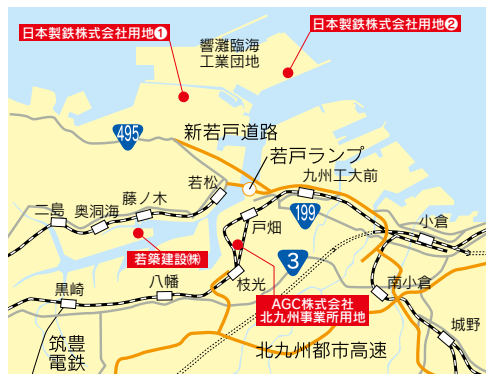 日本製鉄株式会社用地❶
日本製鉄株式会社用地❷
響灘臨海
工業団地
495
新若戸道路
若戸ランプ
九州工大前
若松
藤ノ木
奥洞海
二島
戸畑
199
小倉
若築建設㈱
3
枝光
八幡
黒崎
AGC株式会社
北九州事業所用地
南小倉
城野
筑豊
電鉄
北九州都市高速